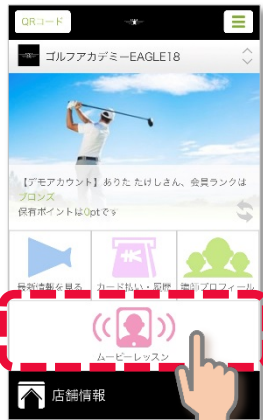 QRコード
ゴルフアカデミーEAGLE18
【デモアカウント】ありた たけしさん、会員ランクは
ブロンズ
保有ポイントは0ptです
最新情報を見る カード払い・履歴 講師プロフィール
ムービーレッスン
店舗情報